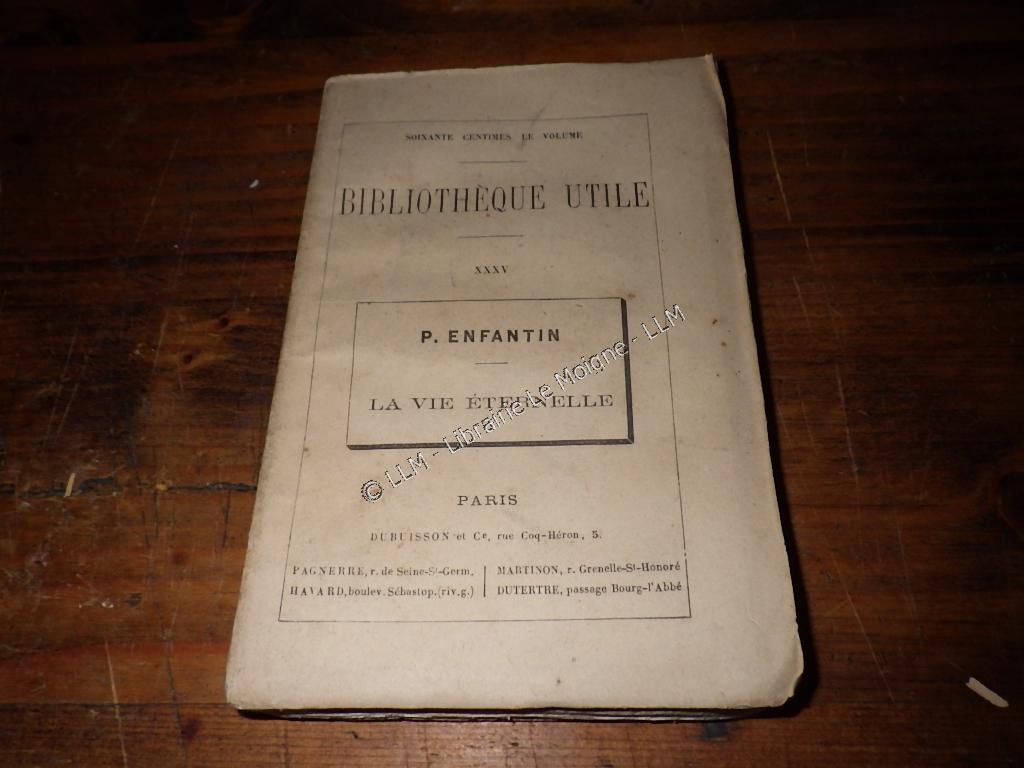 SOIXANTE CENTIMES LE VOLUME
BIBLIOTHÈQUE UTILE
XXXV
P. ENFANTIN
LA VIE ÉTERNELLE
© LLM - Librairie Le Moigne - LLM
PARIS
DUBUISSON et Ce, rue Coq-Héron, 5.
PAGNERRE, r. de Seine-St-Germ.
HAVARD, boulev. Sébastop. (riv. g.)
MARTINON, r. Grenelle-St-Honoré
DUTERTRE, passage Bourg-l'Abbé